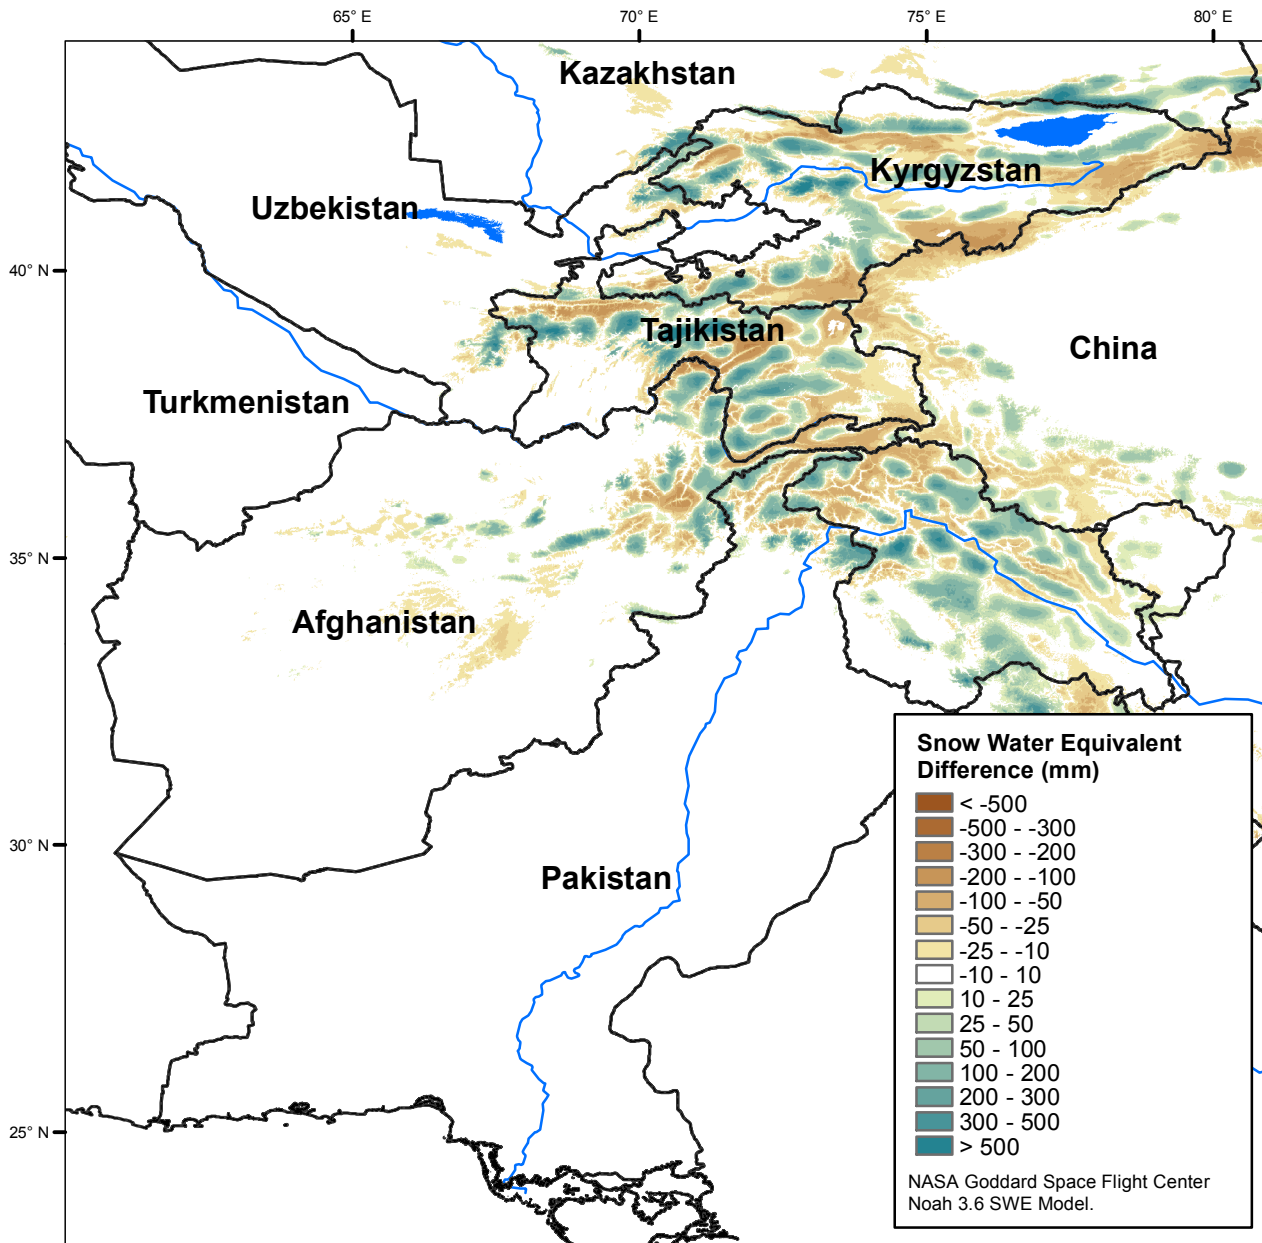 65° E
70° E
75° E
80° E
Kazakhstan
Kyrgyzstan
Uzbekistan
40° N
Tajikistan
China
Turkmenistan
35° N
Afghanistan
Snow Water Equivalent
Difference (mm)
< -500
-500 - -300
-300 - -200
-200 - -100
-100 - -50
-50 - -25
-25 - -10
-10 - 10
10 - 25
25 - 50
50 - 100
100 - 200
200 - 300
300 - 500
> 500
NASA Goddard Space Flight Center
Noah 3.6 SWE Model.
30° N
Pakistan
25° N